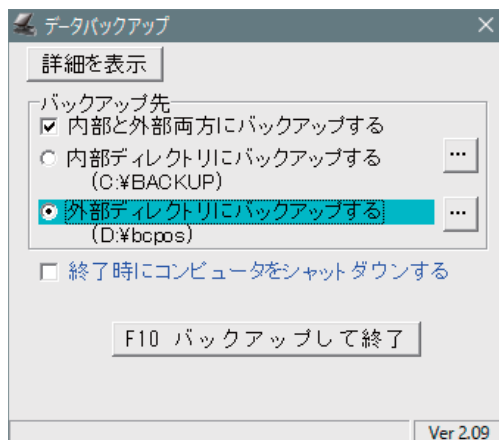 データバックアップ
詳細を表示
バックアップ先
内部と外部両方にバックアップする
内部ディレクトリにバックアップする
(C:¥BACKUP)
...
外部ディレクトリにバックアップする
(D:¥bcpos)
...
終了時にコンピュータをシャットダウンする
F10 バックアップして終了
Ver 2.09